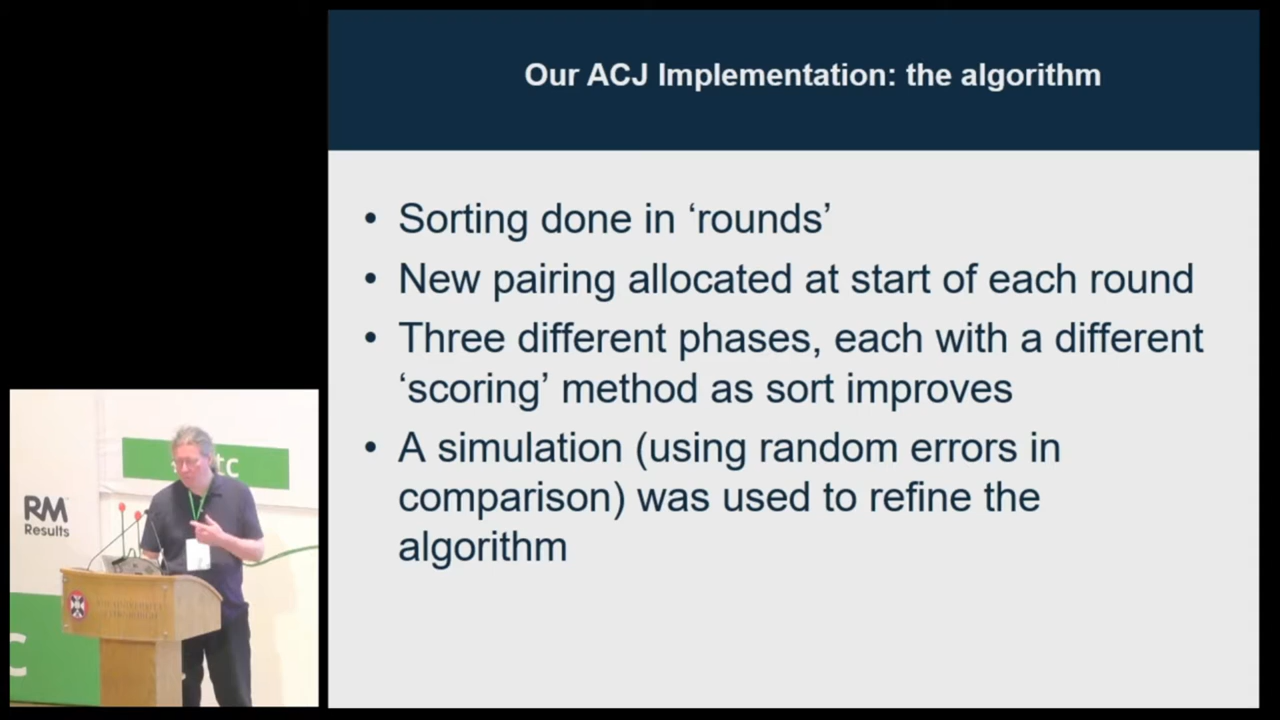 Our ACJ Implementation: the algorithm
• Sorting done in ‘rounds’
• New pairing allocated at start of each round
• Three different phases, each with a different
‘scoring’ method as sort improves
• A simulation (using random errors in
comparison) was used to refine the
algorithm
tc
RM
Results